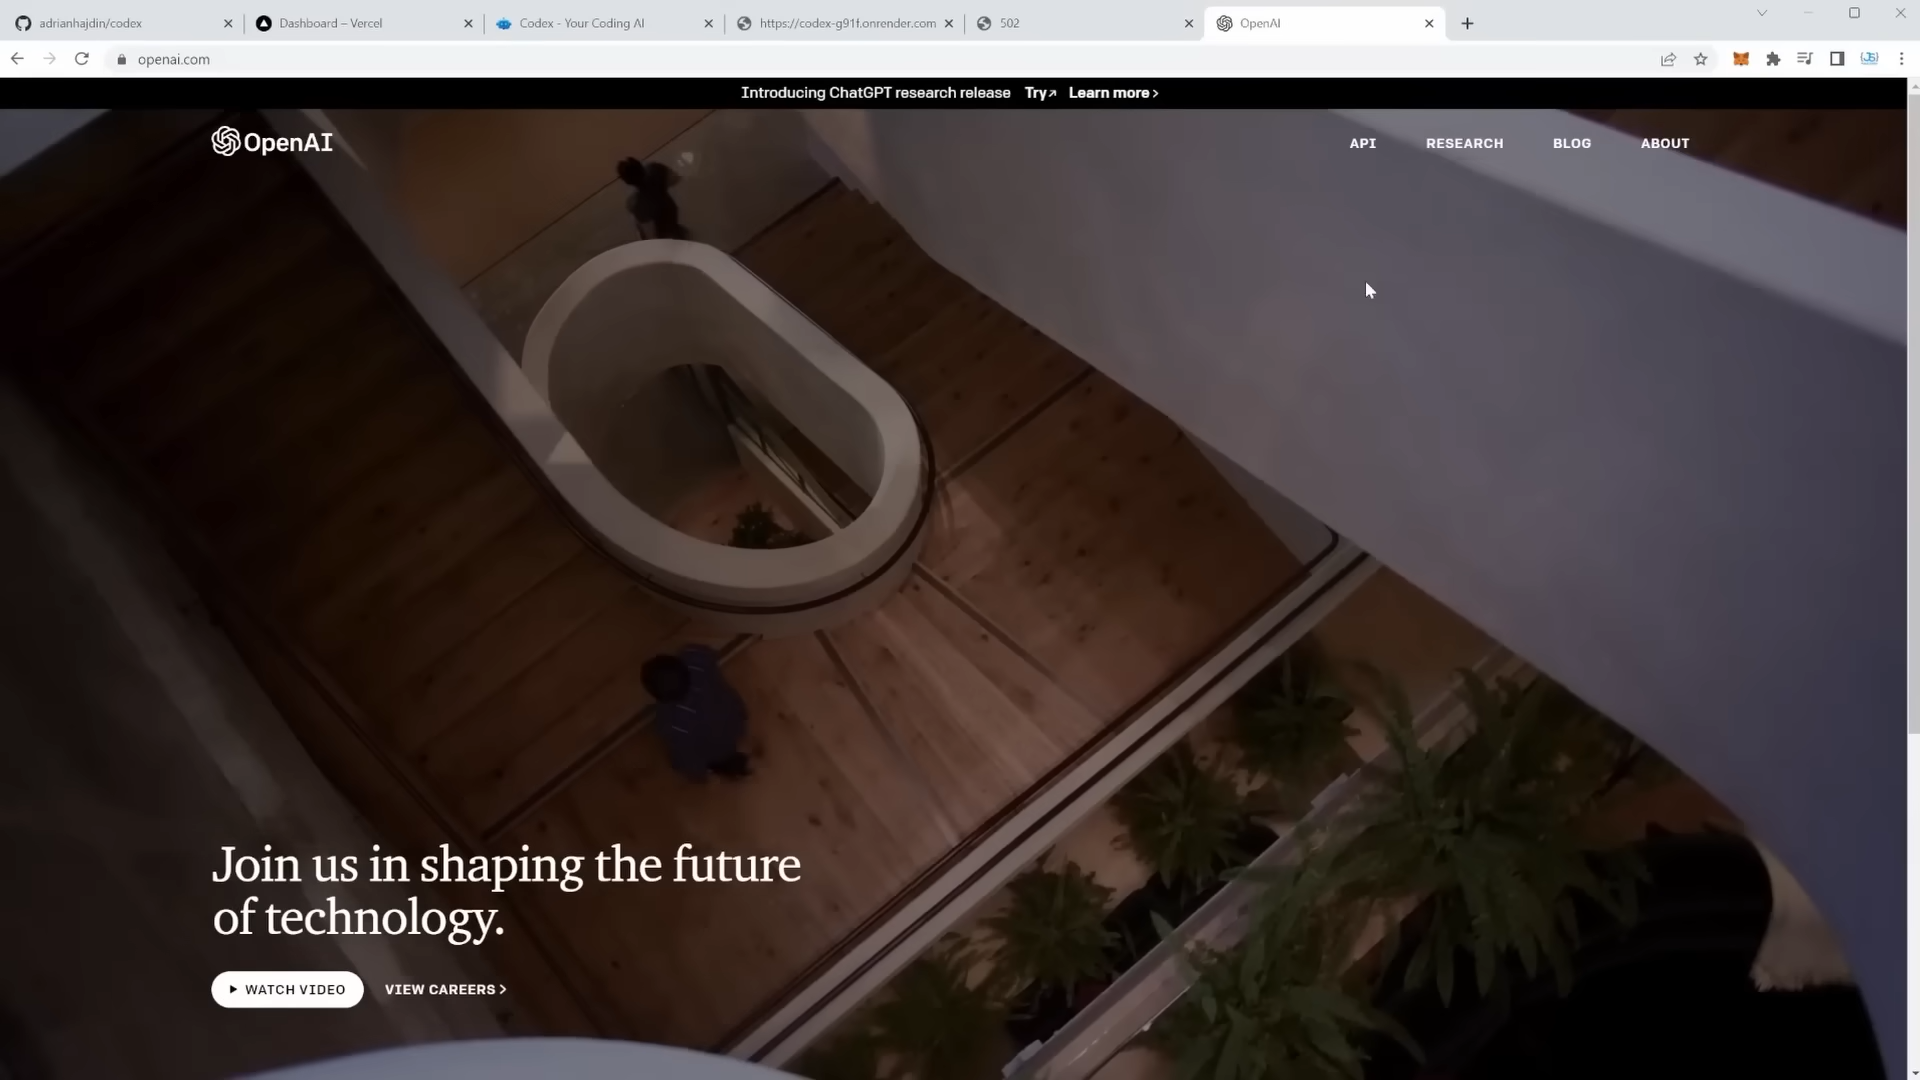 adrianhajdin/codex
Dashboard – Vercel
Codex - Your Coding AI
https://codex-g91f.onrender.com
502
OpenAI
openai.com
Introducing ChatGPT research release Try↗ Learn more >
OpenAI
API RESEARCH BLOG ABOUT
Join us in shaping the future
of technology.
WATCH VIDEO
VIEW CAREERS >